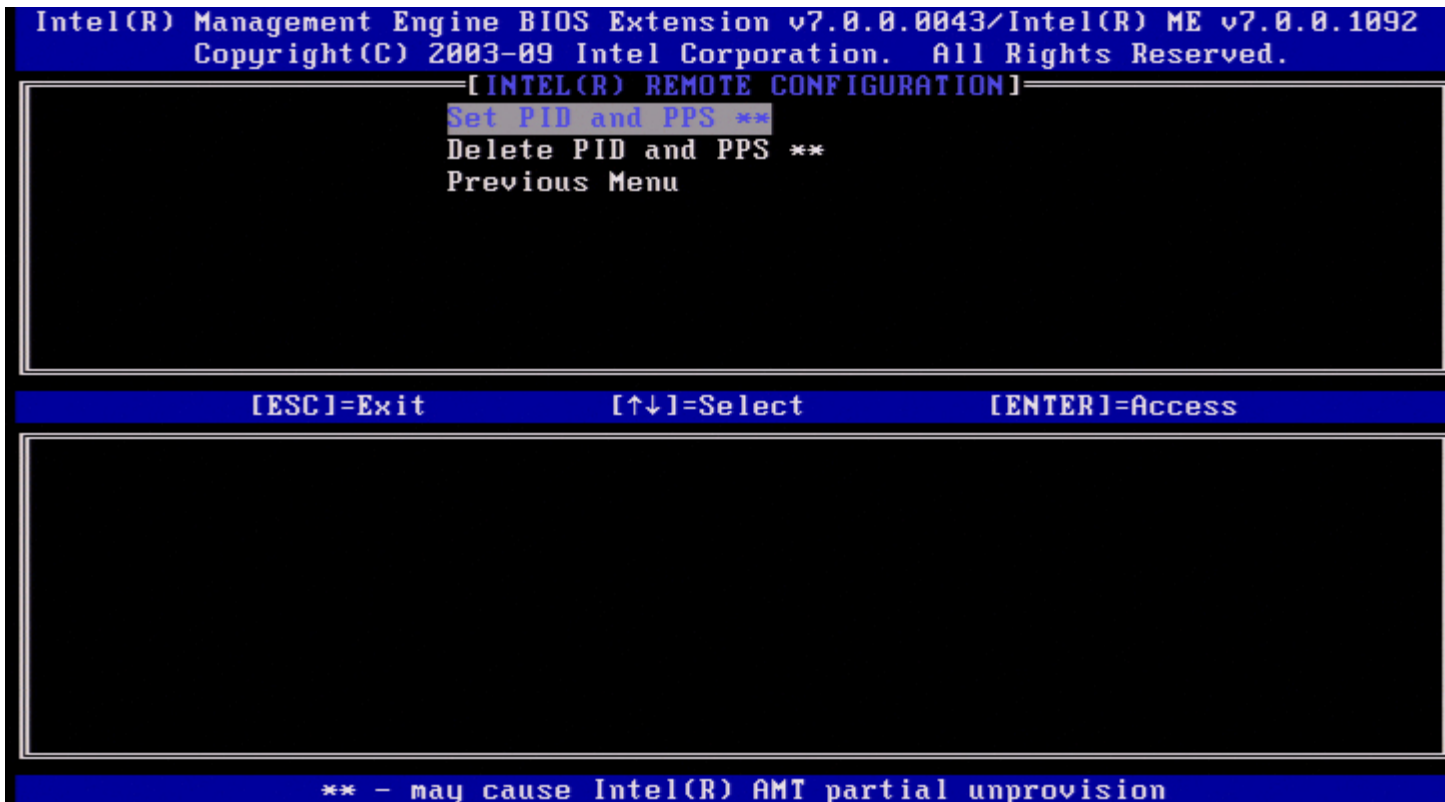 Intel(R) Management Engine BIOS Extension v7.0.0.0043/Intel(R) ME v7.0.0.1092
Copyright(C) 2003-09 Intel Corporation. All Rights Reserved.
[INTEL(R) REMOTE CONFIGURATION]
Set PID and PPS **
Delete PID and PPS **
Previous Menu
[ESC]=Exit [↑↓]=Select [ENTER]=Access
** - may cause Intel(R) AMT partial unprovision